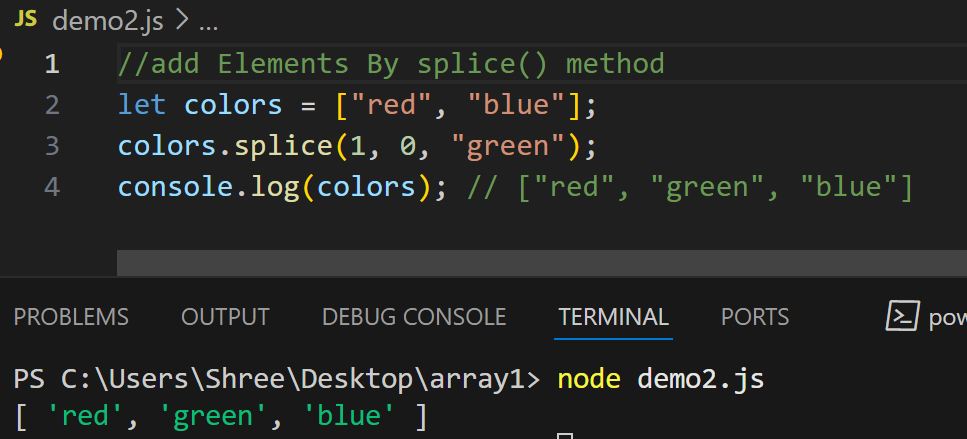 JS demo2.js > ...
1 //add Elements By splice() method
2 let colors = ["red", "blue"];
3 colors.splice(1, 0, "green");
4 console.log(colors); // ["red", "green", "blue"]
PROBLEMS OUTPUT DEBUG CONSOLE TERMINAL PORTS pow
PS C:\Users\Shree\Desktop\array1> node demo2.js
[ 'red', 'green', 'blue' ]